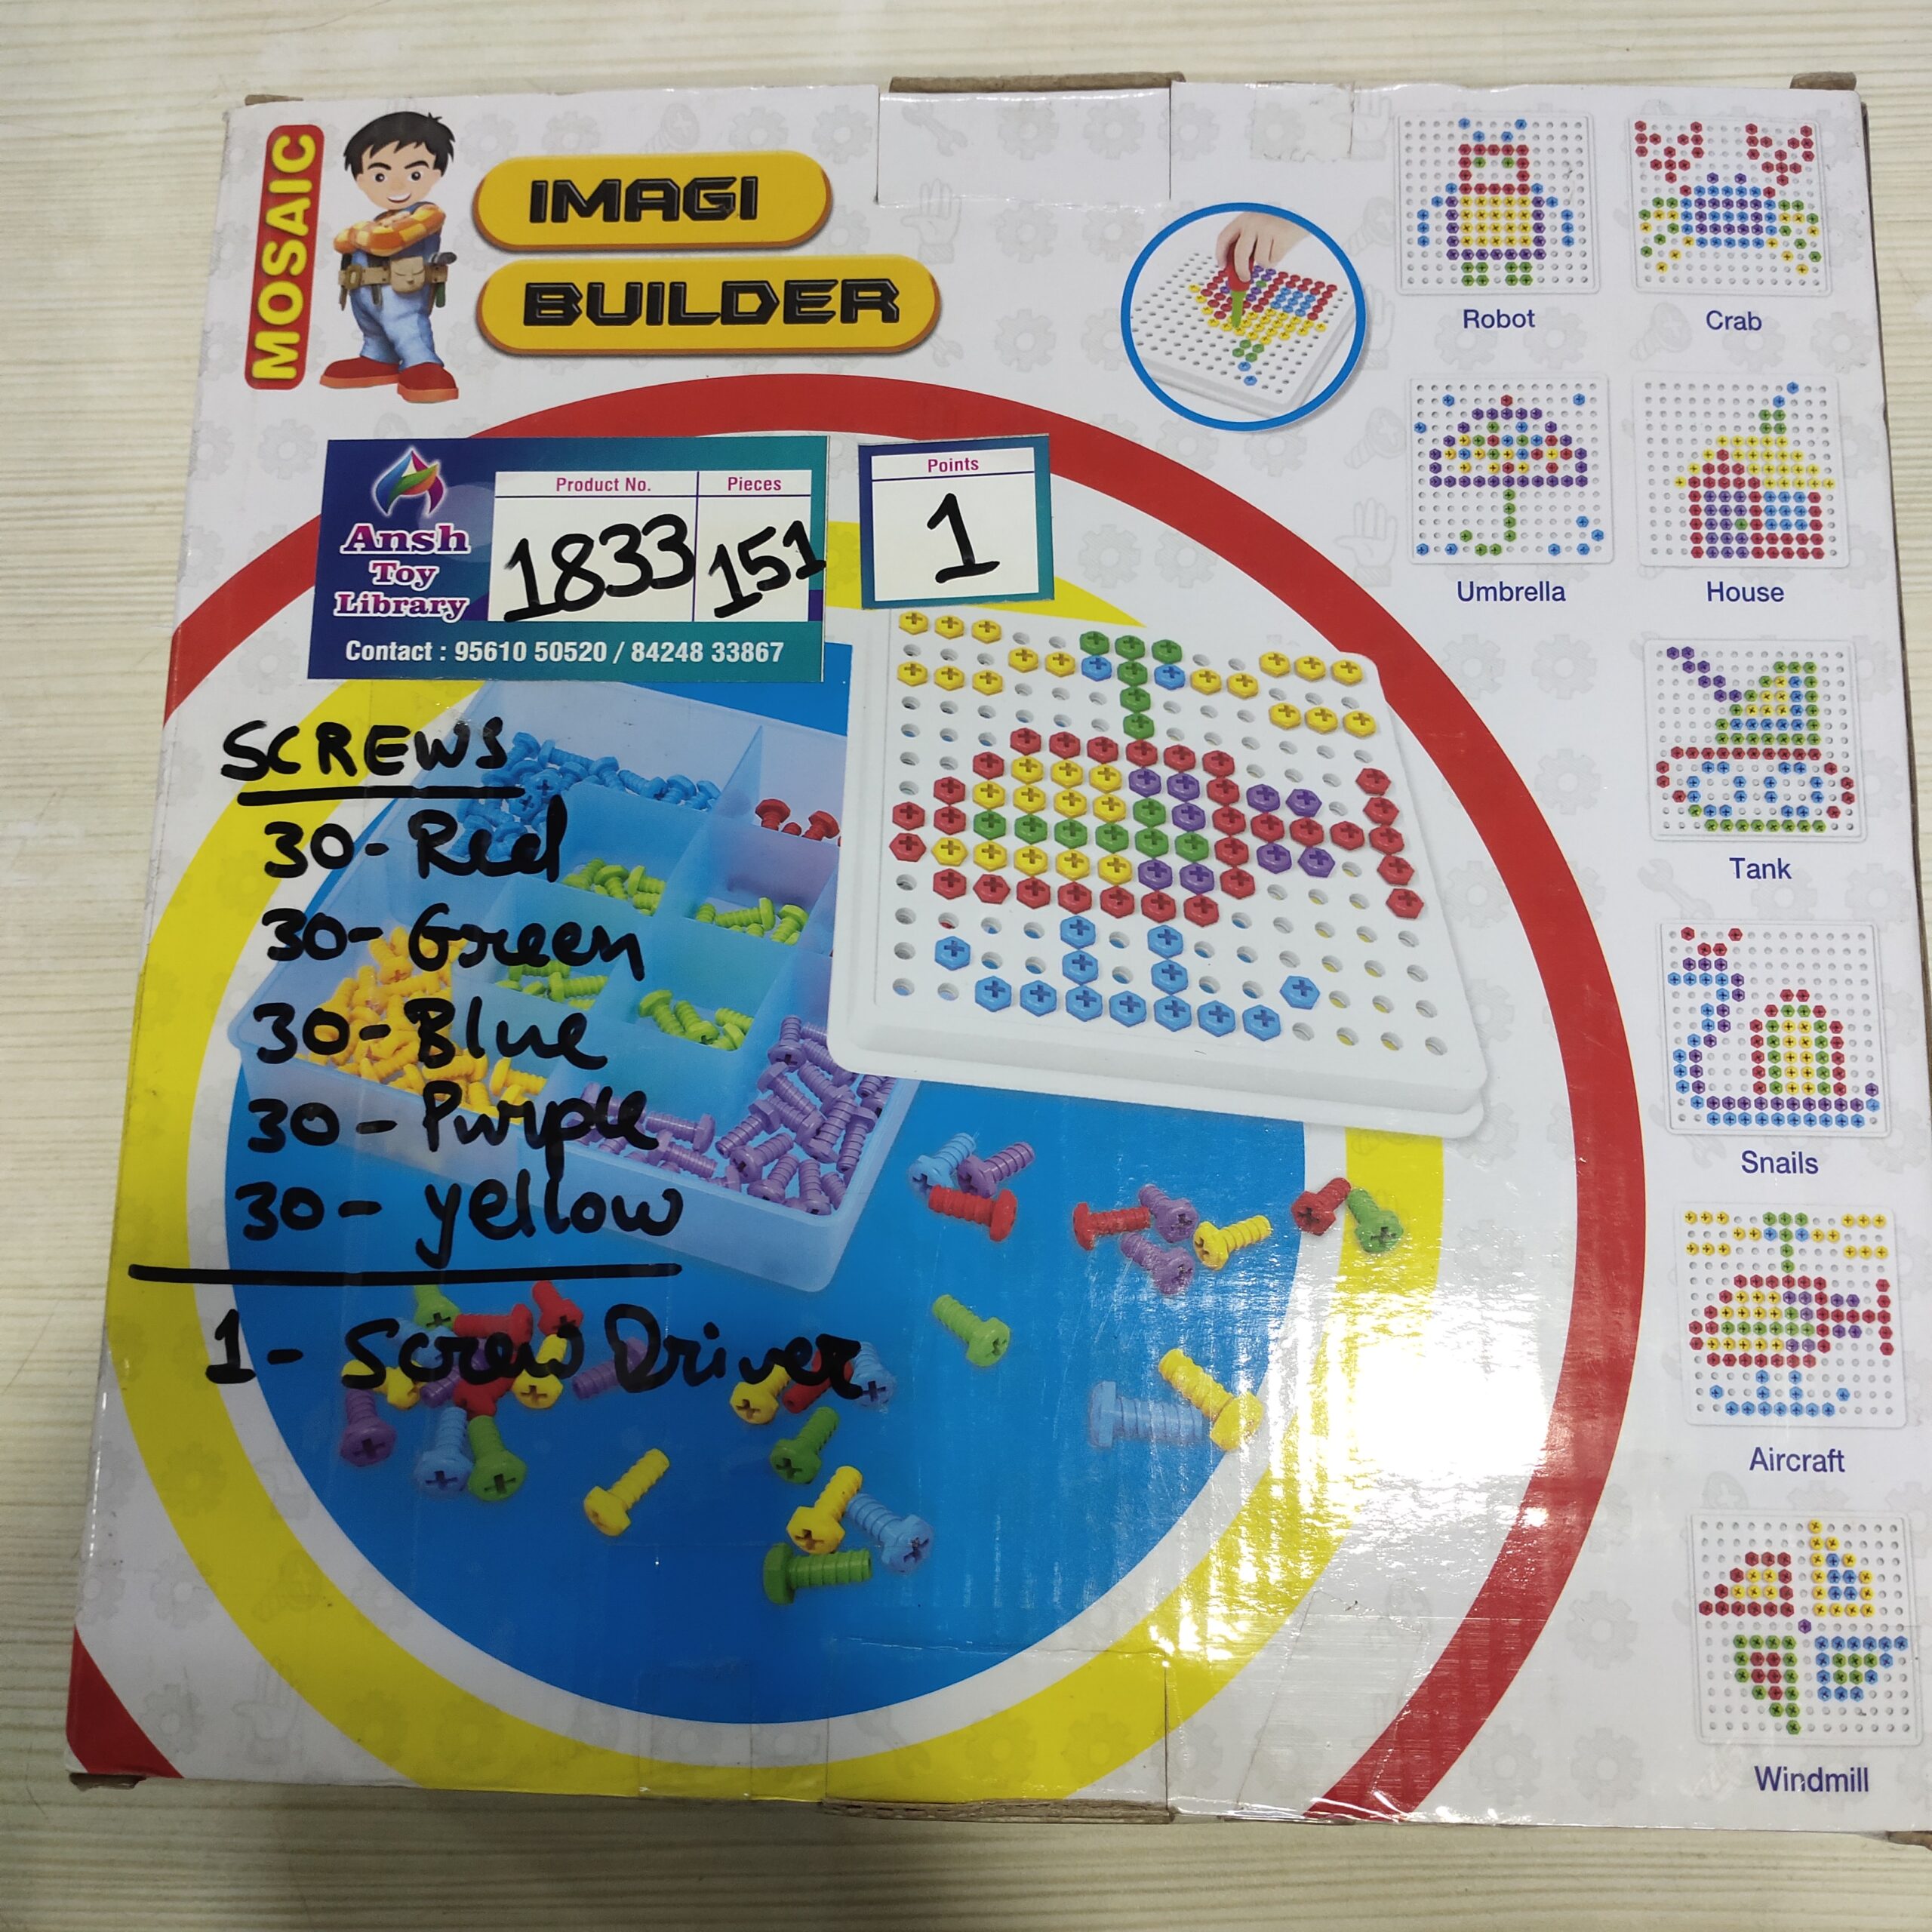 MOSAIC
IMAGI
BUILDER
Robot
Crab
Umbrella
House
Tank
Snails
Aircraft
Windmill
Ansh
Toy
Library
Product No.
Pieces
1833
151
Contact : 95610 50520 / 84248 33867
Points
1
SCREWS
30- Red
30- Green
30- Blue
30 - Purple
30 - yellow
1 - Screw Driver